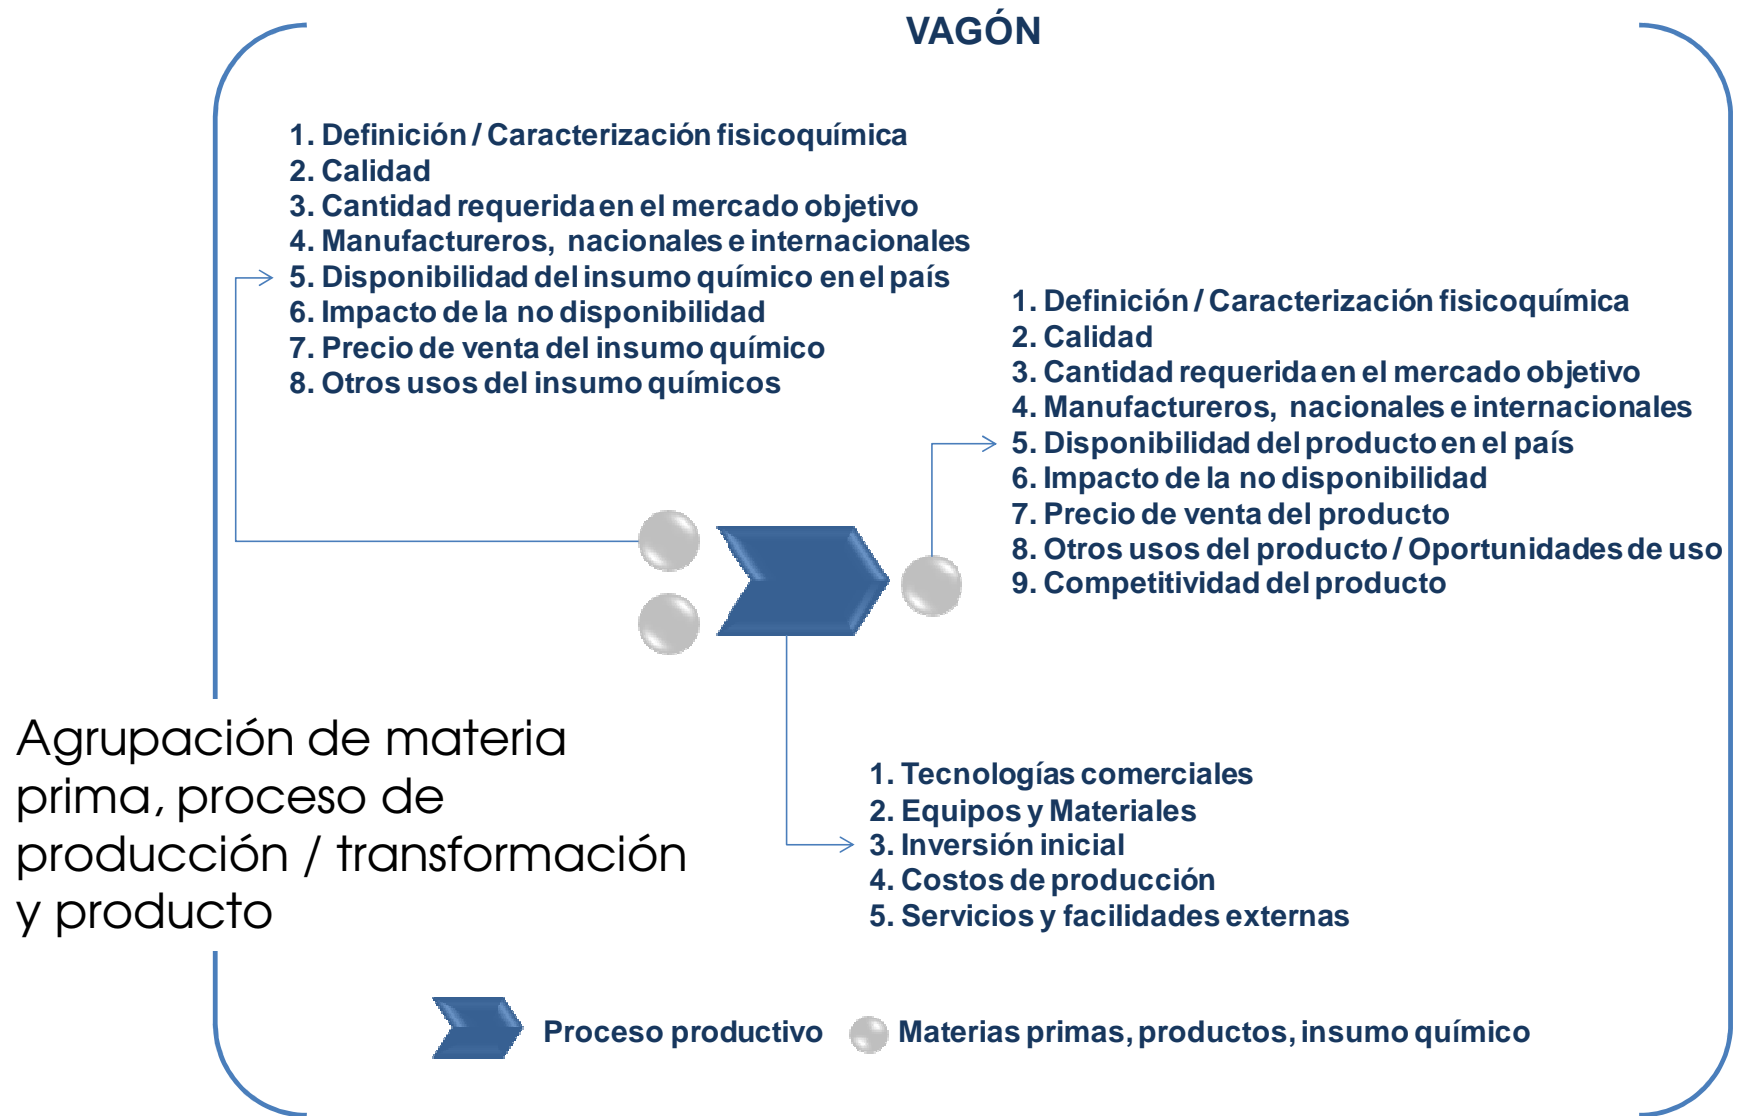 VAGÓN
1. Definición / Caracterización fisicoquímica
2. Calidad
3. Cantidad requerida en el mercado objetivo
4. Manufactureros, nacionales e internacionales
5. Disponibilidad del insumo químico en el país
6. Impacto de la no disponibilidad
7. Precio de venta del insumo químico
8. Otros usos del insumo químicos
1. Definición / Caracterización fisicoquímica
2. Calidad
3. Cantidad requerida en el mercado objetivo
4. Manufactureros, nacionales e internacionales
5. Disponibilidad del producto en el país
6. Impacto de la no disponibilidad
7. Precio de venta del producto
8. Otros usos del producto / Oportunidades de uso
9. Competitividad del producto
Agrupación de materia
prima, proceso de
producción / transformación
y producto
1. Tecnologías comerciales
2. Equipos y Materiales
3. Inversión inicial
4. Costos de producción
5. Servicios y facilidades externas
Proceso productivo
Materias primas, productos, insumo químico